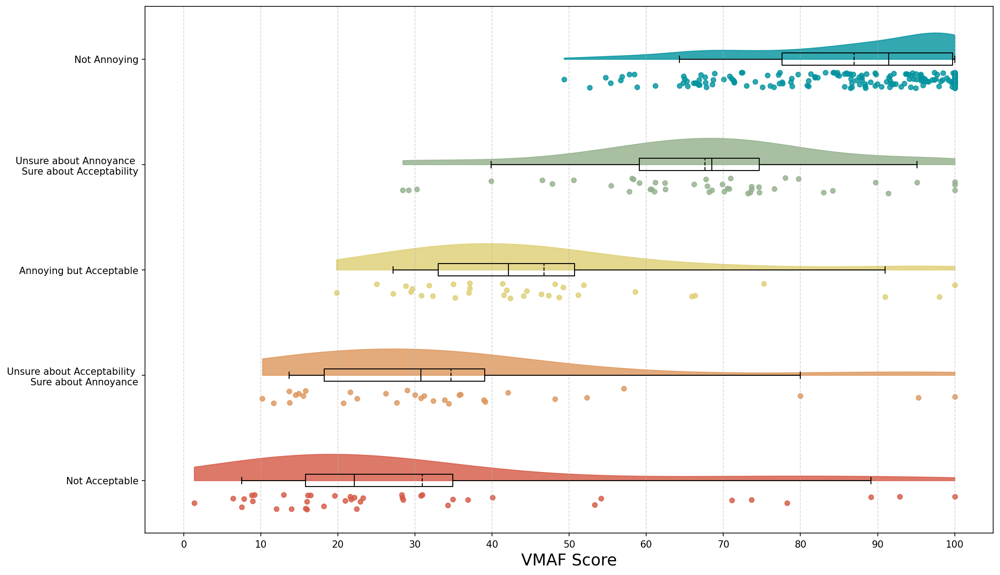 Not Annoying
Unsure about Annoyance
Sure about Acceptability
Annoying but Acceptable
Unsure about Acceptability
Sure about Annoyance
Not Acceptable
0 10 20 30 40 50 60 70 80 90 100
VMAF Score